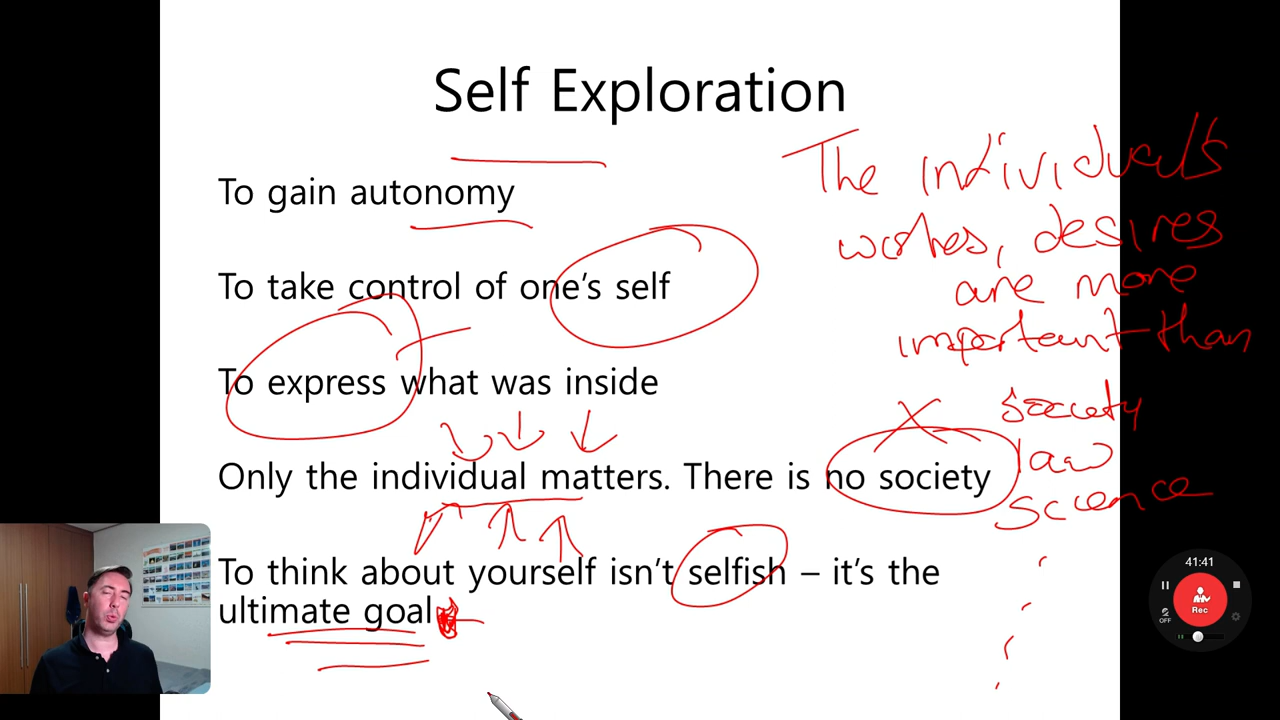 Self Exploration
To gain autonomy
To take control of one's self
To express what was inside
Only the individual matters. There is no society
To think about yourself isn't selfish – it's the
ultimate goal
The individual's
wishes, desires
are more
important than
society
law
science
41:41
Rec
OFF